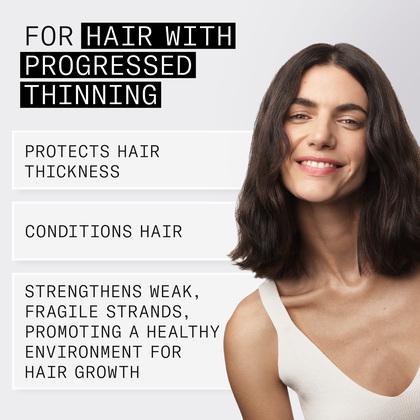 FOR HAIR WITH
PROGRESSED
THINNING
PROTECTS HAIR
THICKNESS
CONDITIONS HAIR
STRENGTHENS WEAK,
FRAGILE STRANDS,
PROMOTING A HEALTHY
ENVIRONMENT FOR
HAIR GROWTH